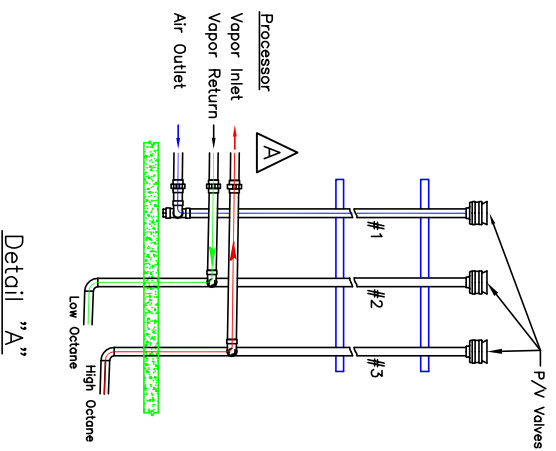 Processor
Vapor Inlet
Vapor Return
Air Outlet
A
#1
#2
#3
P/V Valves
Low Octane
High Octane
Detail "A"